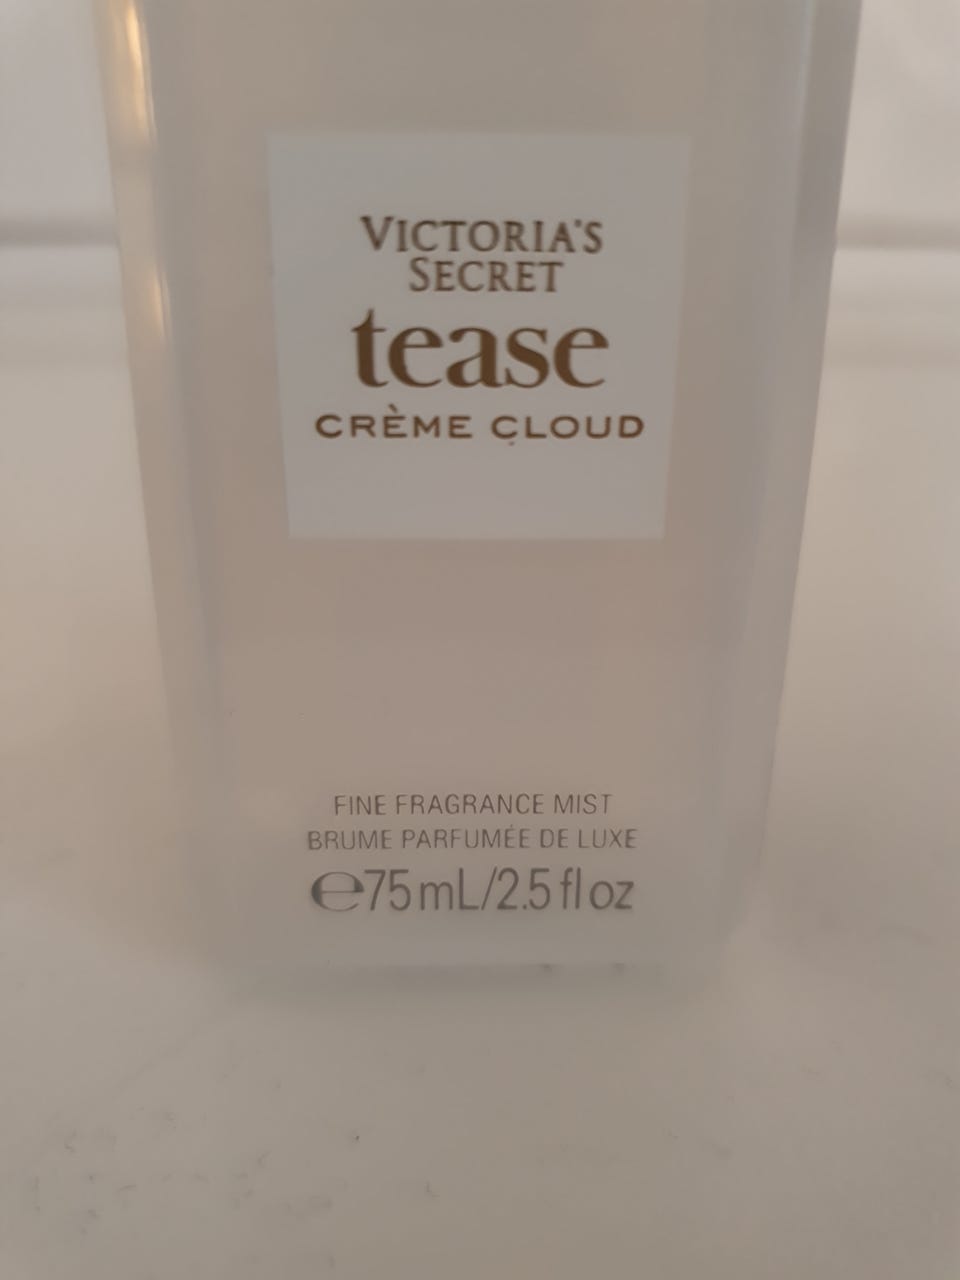 VICTORIA'S
SECRET
tease
CRÈME CLOUD
FINE FRAGRANCE MIST
BRUME PARFUMÉE DE LUXE
℮75mL/2.5 fl oz